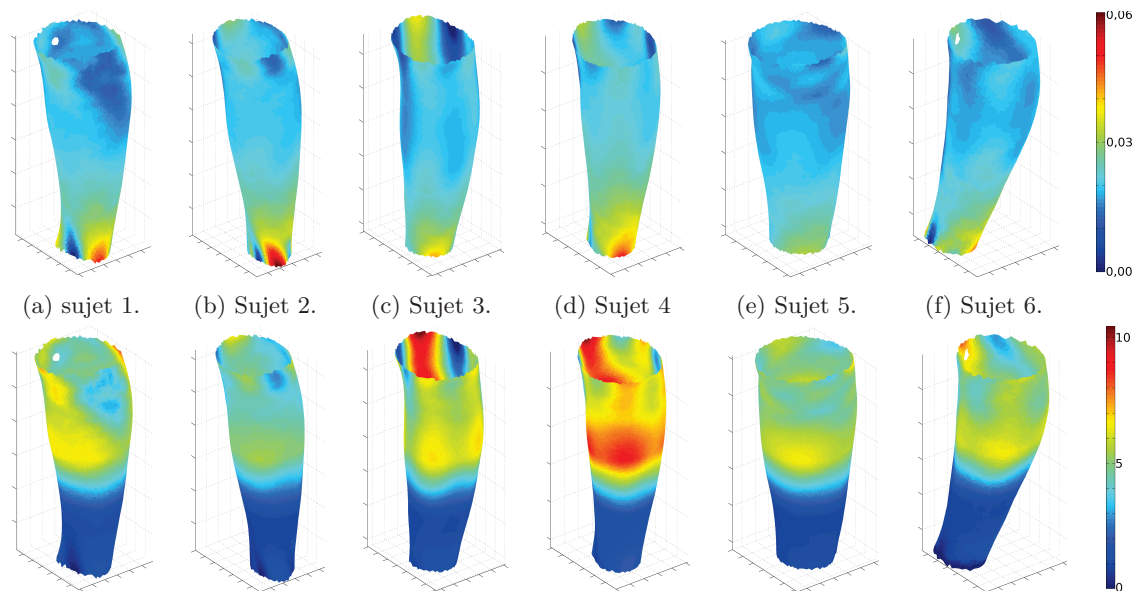 0,06
0,03
0,00
(a) sujet 1.
(b) Sujet 2.
(c) Sujet 3.
(d) Sujet 4
(e) Sujet 5.
(f) Sujet 6.
10
5
0